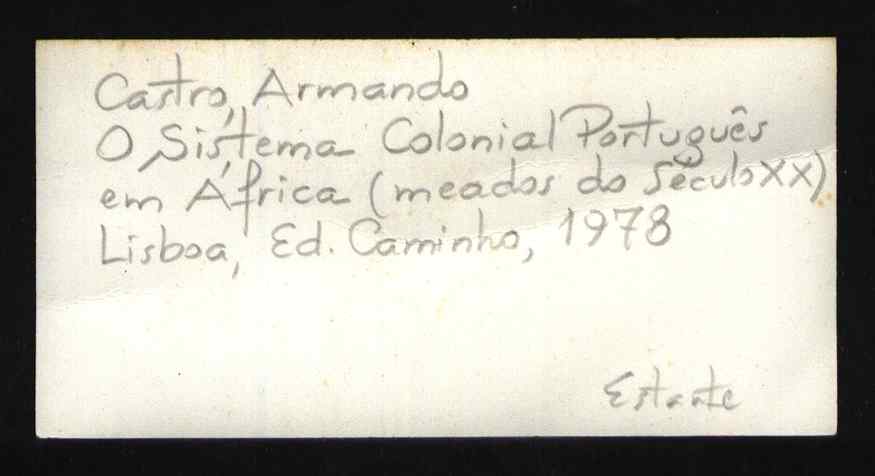 Castro, Armando
O Sistema Colonial Português
em África (meados do Século XX)
Lisboa, Ed. Caminho, 1978
Estante